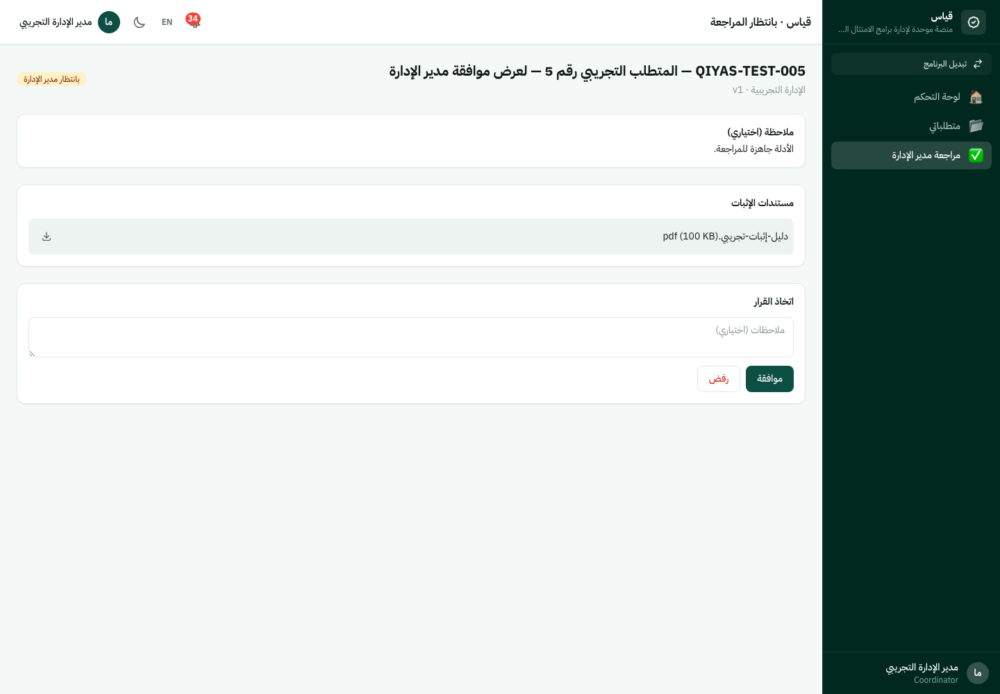 قياس
منصة موحدة لإدارة برامج الامتثال الـ...
تبديل البرنامج
لوحة التحكم
متطلباتي
مراجعة مدير الإدارة
مدير الإدارة التجريبي
Coordinator
ما
قياس · بانتظار المراجعة
34
EN
ما
مدير الإدارة التجريبي
QIYAS-TEST-005 — المتطلب التجريبي رقم 5 — لعرض موافقة مدير الإدارة
الإدارة التجريبية · v1
بانتظار مدير الإدارة
ملاحظة (اختياري)
الأدلة جاهزة للمراجعة.
مستندات الإثبات
دليل-إثبات-تجريبي.pdf (100 KB)
اتخاذ القرار
ملاحظات (اختياري)
موافقة
رفض